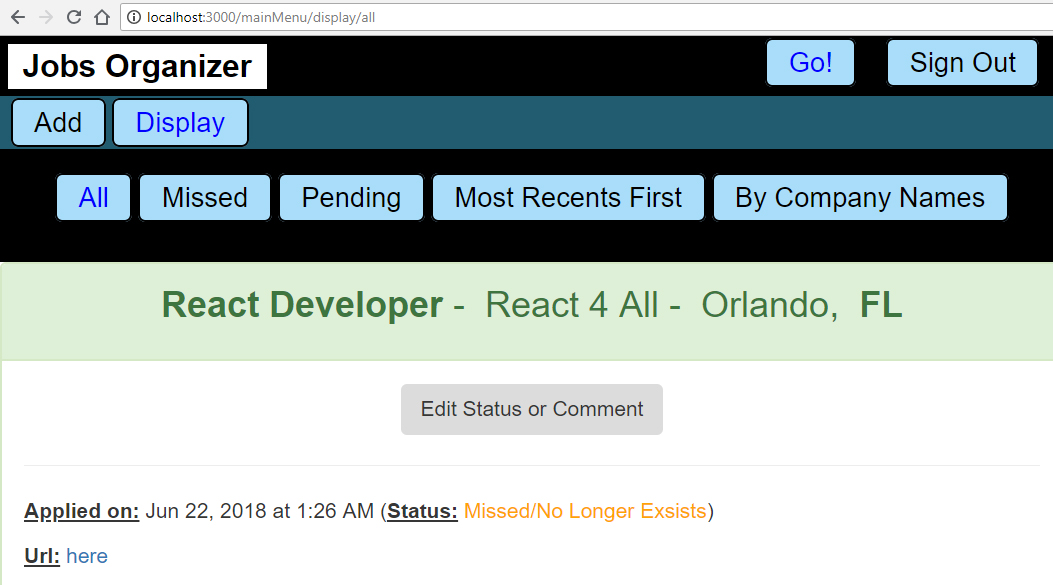 localhost:3000/mainMenu/display/all
Jobs Organizer Go! Sign Out
Add Display
All Missed Pending Most Recents First By Company Names
React Developer - React 4 All - Orlando, FL
Edit Status or Comment
Applied on: Jun 22, 2018 at 1:26 AM (Status: Missed/No Longer Exsists)
Url: here